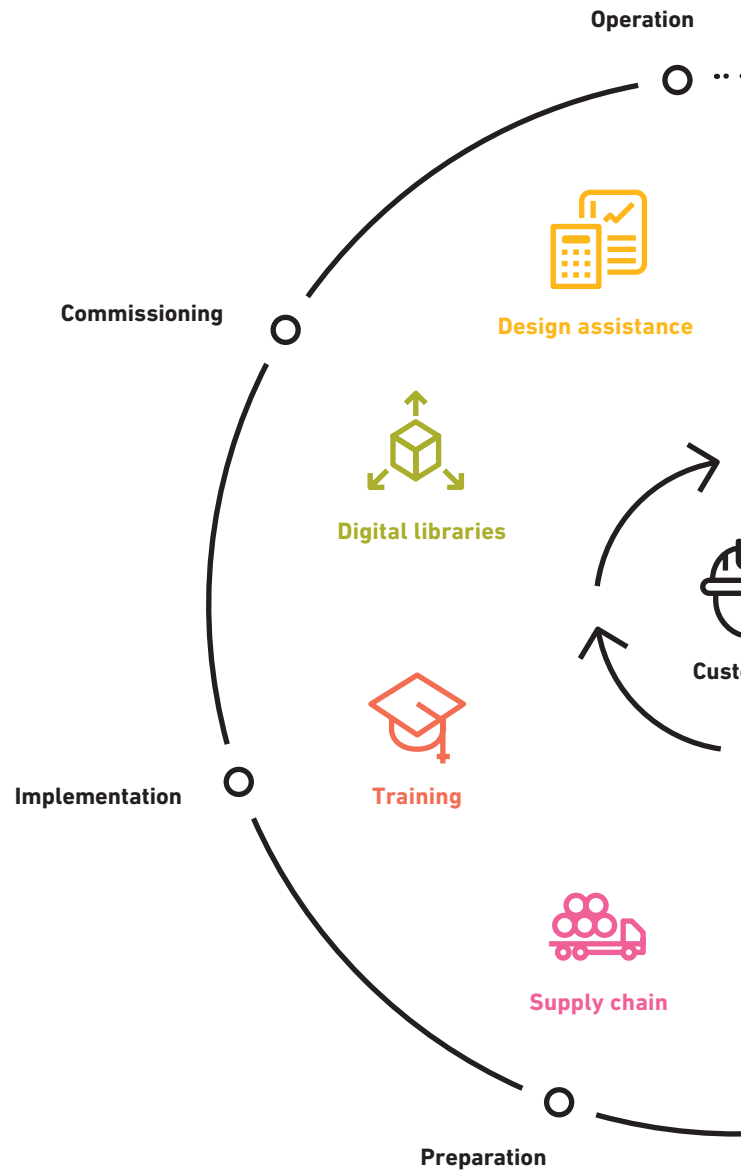 Operation
Design assistance
Commissioning
Digital libraries
Training
Implementation
Supply chain
Preparation